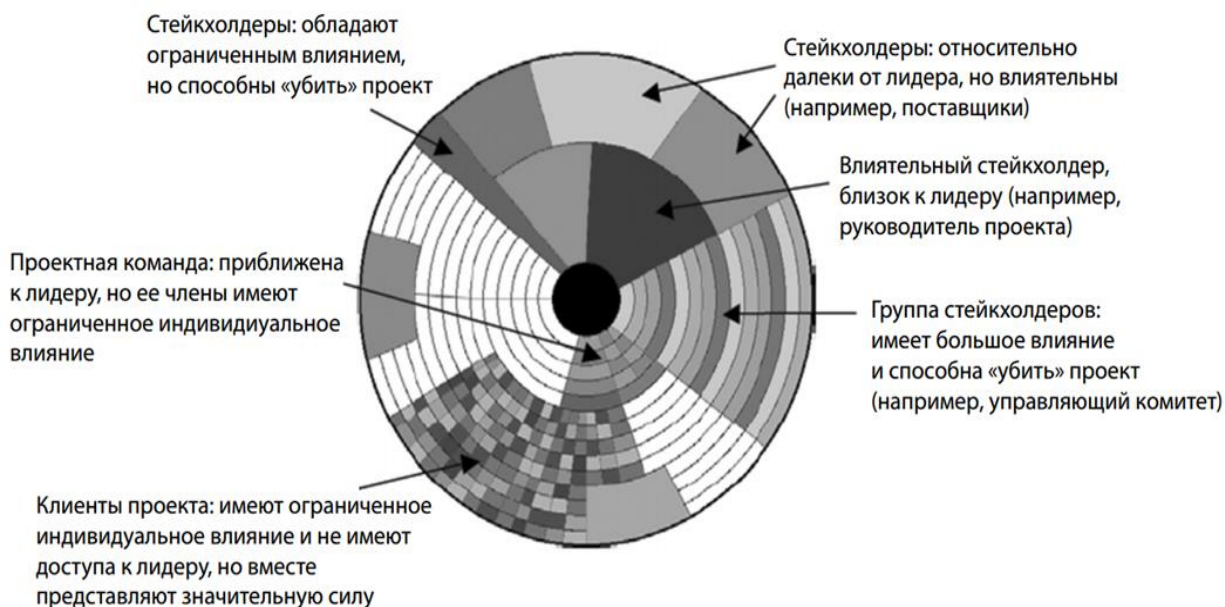 Стейкхолдеры: обладают
ограниченным влиянием,
но способны «убить» проект
Стейкхолдеры: относительно
далеки от лидера, но влиятельны
(например, поставщики)
Влиятельный стейкхолдер,
близок к лидеру (например,
руководитель проекта)
Проектная команда: приближена
к лидеру, но ее члены имеют
ограниченное индивидиуальное
влияние
Группа стейкхолдеров:
имеет большое влияние
и способна «убить» проект
(например, управляющий комитет)
Клиенты проекта: имеют ограниченное
индивидуальное влияние и не имеют
доступа к лидеру, но вместе
представляют значительную силу